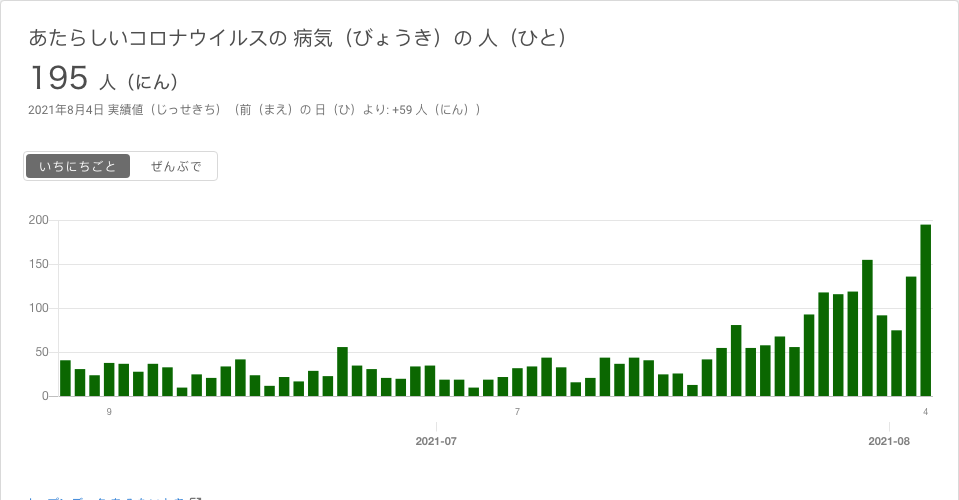 あたらしいコロナウイルスの 病気（びょうき）の 人（ひと）
195 人（にん）
2021年8月4日 実績値（じっせきち）（前（まえ）の 日（ひ）より: +59 人（にん））
いちにちごと ぜんぶで
200
150
100
50
0
9 7 4
2021-07 2021-08